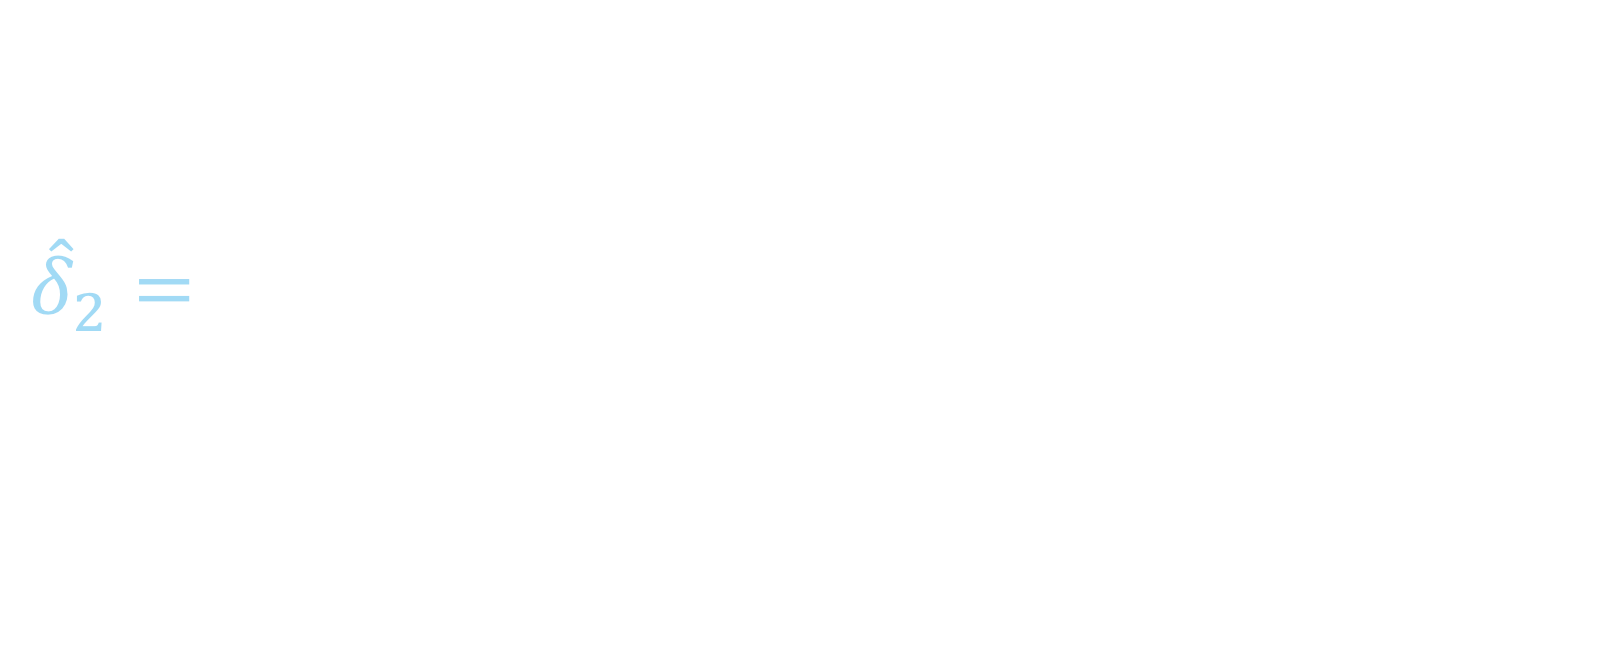 δ̂₂ =